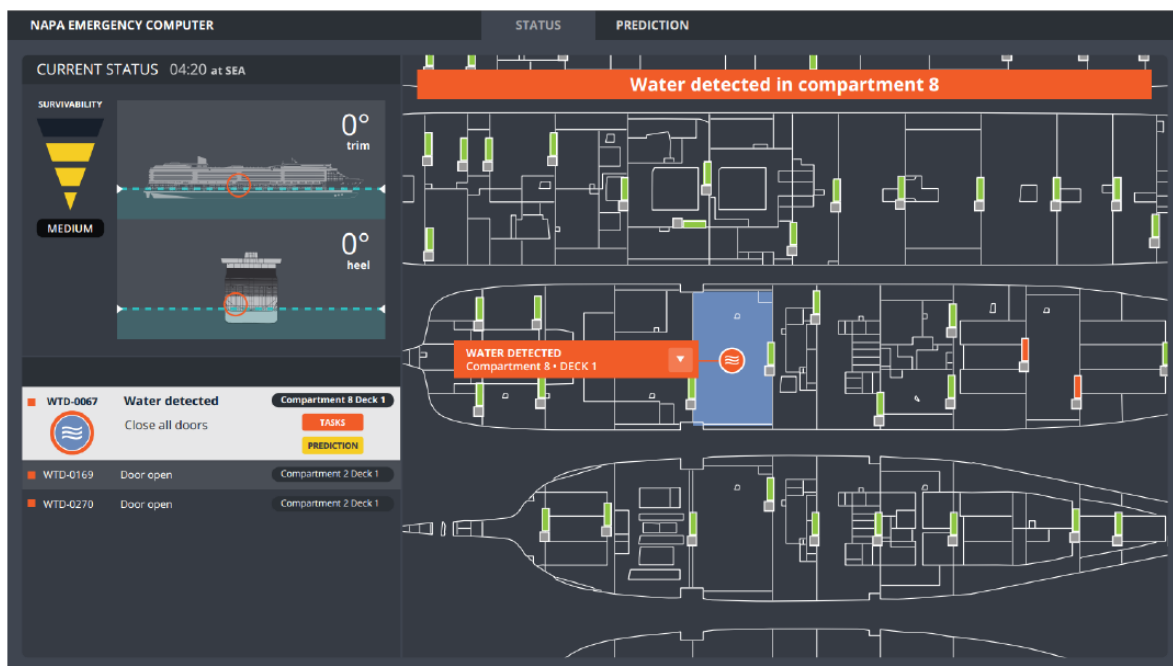 NAPA EMERGENCY COMPUTER
STATUS
PREDICTION
CURRENT STATUS 04:20 at SEA
SURVIVABILITY
MEDIUM
0°
trim
0°
heel
Water detected in compartment 8
WATER DETECTED
Compartment 8 • DECK 1
WTD-0067 Water detected Compartment 8 Deck 1
Close all doors TASKS
PREDICTION
WTD-0169 Door open Compartment 2 Deck 1
WTD-0270 Door open Compartment 2 Deck 1